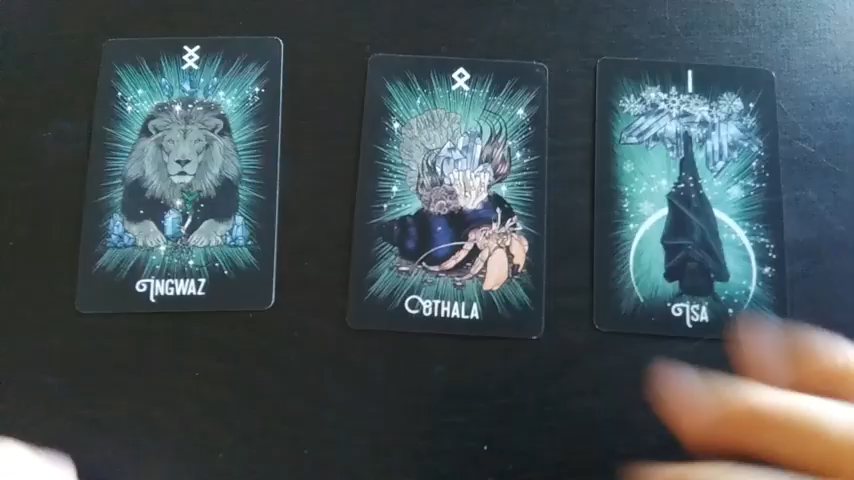 ᛝ
INGWAZ
ᛟ
OTHALA
ᛁ
ISA